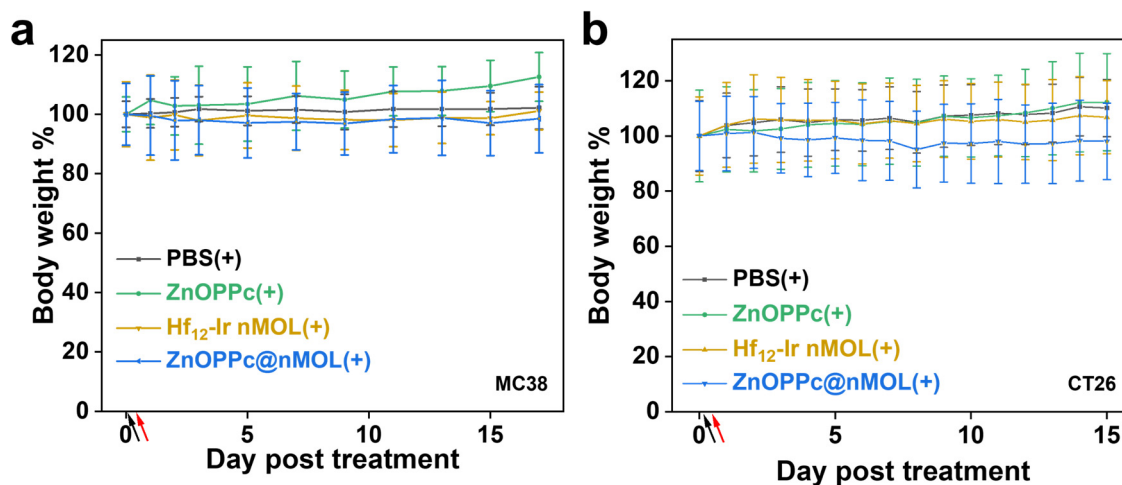 a
Body weight %
120
100
80
60
40
20
0
PBS(+)
ZnOPPc(+)
Hf₁₂-Ir nMOL(+)
ZnOPPc@nMOL(+)
MC38
0 5 10 15
Day post treatment
b
Body weight %
120
100
80
60
40
20
0
PBS(+)
ZnOPPc(+)
Hf₁₂-Ir nMOL(+)
ZnOPPc@nMOL(+)
CT26
0 5 10 15
Day post treatment